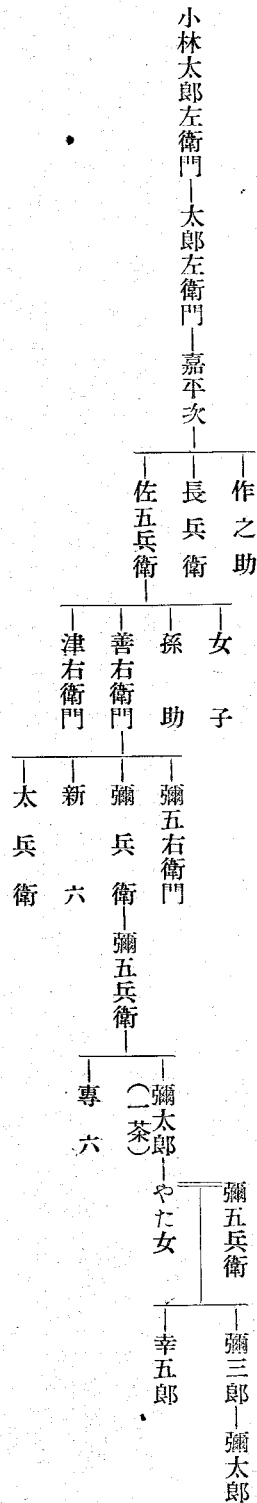 小林太郎左衛門―太郎左衛門―嘉平次
作之助
長兵衛
佐五兵衛
女子
孫助
善右衛門
津右衛門
彌五右衛門
彌兵衛―彌五兵衛
新六
太兵衛
彌太郎―やた女
(一茶)
專六
彌五兵衛
彌三郎―彌太郎
幸五郎